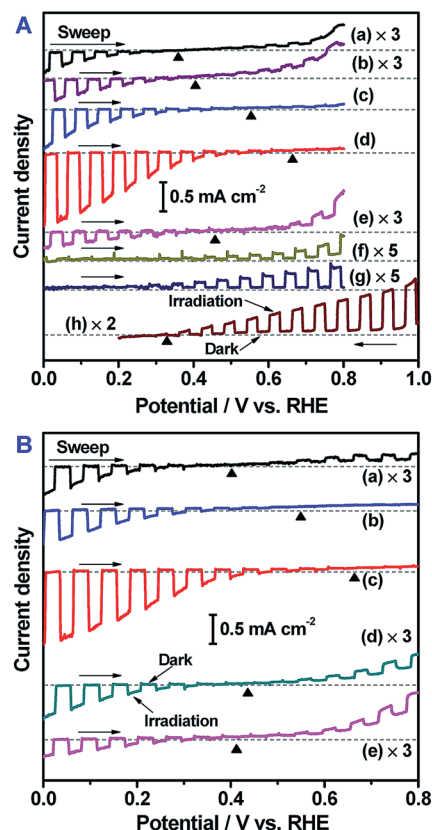 A
Sweep
(a) × 3
(b) × 3
(c)
(d)
0.5 mA cm⁻²
(e) × 3
(f) × 5
(g) × 5
Irradiation
(h) × 2
Dark
Current density
0.0 0.2 0.4 0.6 0.8 1.0
Potential / V vs. RHE
B
Sweep
(a) × 3
(b)
(c)
0.5 mA cm⁻²
(d) × 3
Dark
Irradiation
(e) × 3
Current density
0.0 0.2 0.4 0.6 0.8
Potential / V vs. RHE